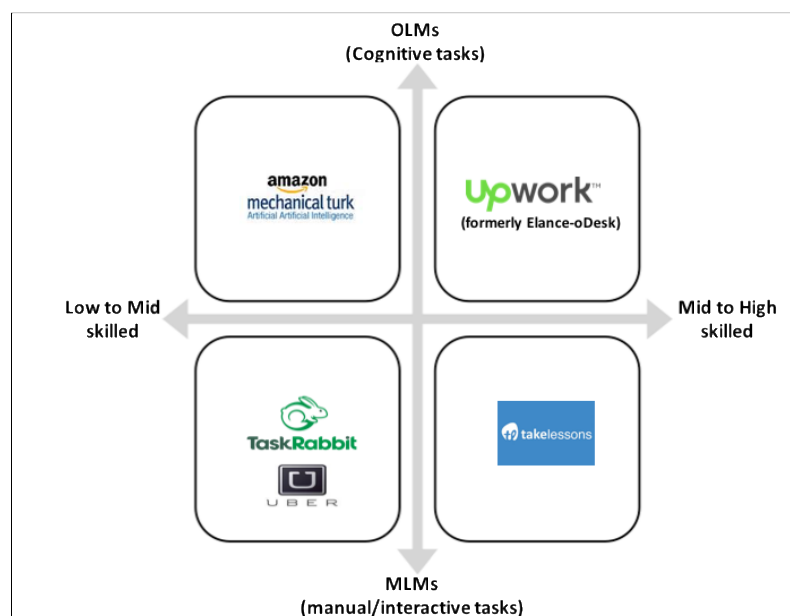 OLMs
(Cognitive tasks)
amazon
mechanical turk
Artificial Artificial Intelligence
upwork™
(formerly Elance-oDesk)
Low to Mid
skilled
Mid to High
skilled
TaskRabbit
UBER
takelessons
MLMs
(manual/interactive tasks)